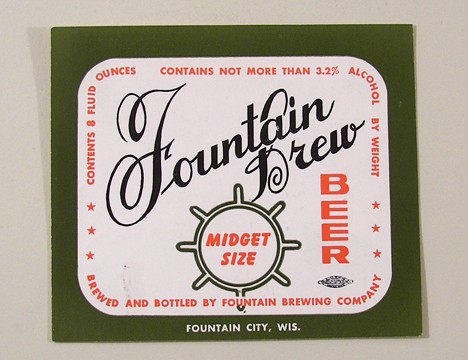 CONTENTS 8 FLUID OUNCES
CONTAINS NOT MORE THAN 3.2% ALCOHOL BY WEIGHT
Fountain
Brew
BEER
MIDGET
SIZE
BREWED AND BOTTLED BY FOUNTAIN BREWING COMPANY
FOUNTAIN CITY, WIS.